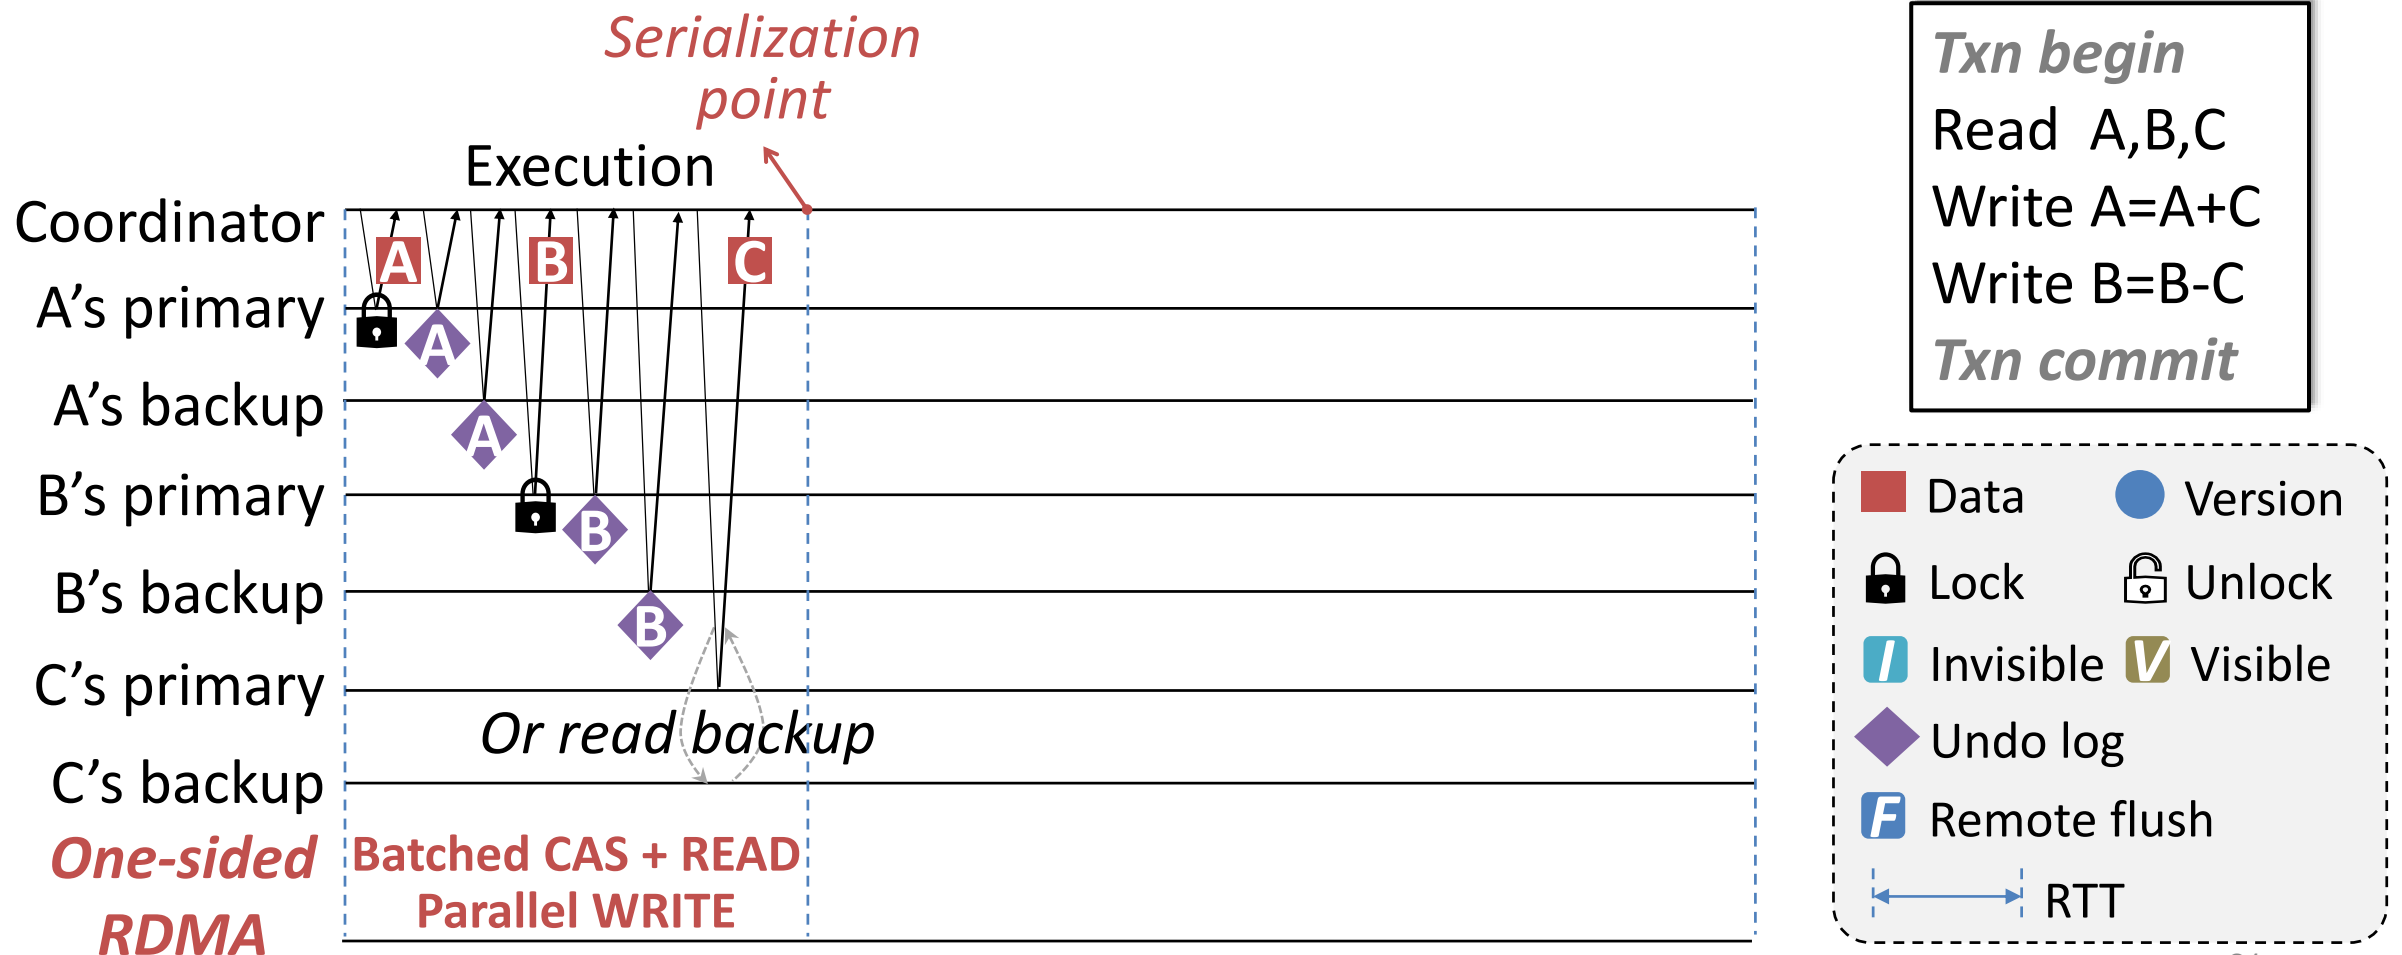 Serialization
point
Execution
Coordinator
A
B
C
A's primary
A
A's backup
A
B's primary
B
B's backup
B
C's primary
Or read backup
C's backup
One-sided
RDMA
Batched CAS + READ
Parallel WRITE
Txn begin
Read A,B,C
Write A=A+C
Write B=B-C
Txn commit
Data
Version
Lock
Unlock
I Invisible
V Visible
Undo log
F Remote flush
RTT